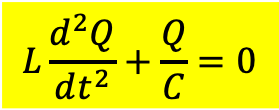 L d²Q/dt² + Q/C = 0